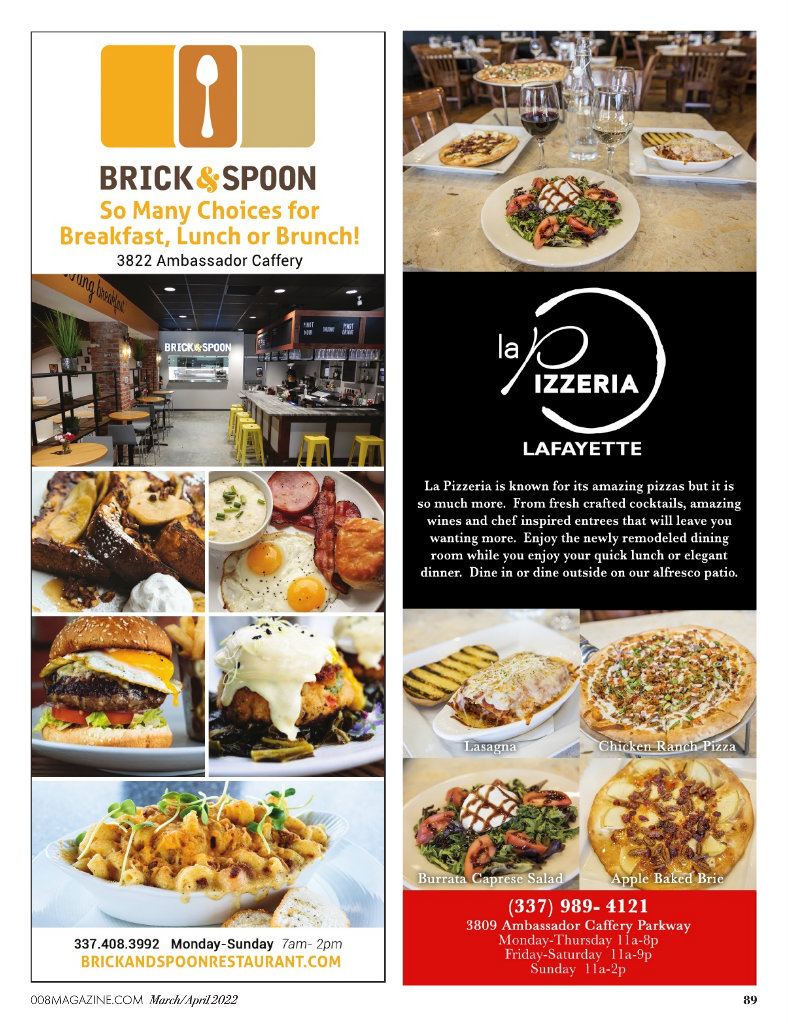 BRICK&SPOON
So Many Choices for
Breakfast, Lunch or Brunch!
3822 Ambassador Caffery
BRICK&SPOON
337.408.3992 Monday-Sunday 7am- 2pm
BRICKANDSPOONRESTAURANT.COM
la PIZZERIA
LAFAYETTE
La Pizzeria is known for its amazing pizzas but it is
so much more. From fresh crafted cocktails, amazing
wines and chef inspired entrees that will leave you
wanting more. Enjoy the newly remodeled dining
room while you enjoy your quick lunch or elegant
dinner. Dine in or dine outside on our alfresco patio.
Lasagna
Chicken Ranch Pizza
Burrata Caprese Salad
Apple Baked Brie
(337) 989- 4121
3809 Ambassador Caffery Parkway
Monday-Thursday 11a-8p
Friday-Saturday 11a-9p
Sunday 11a-2p
008MAGAZINE.COM March/April 2022
89